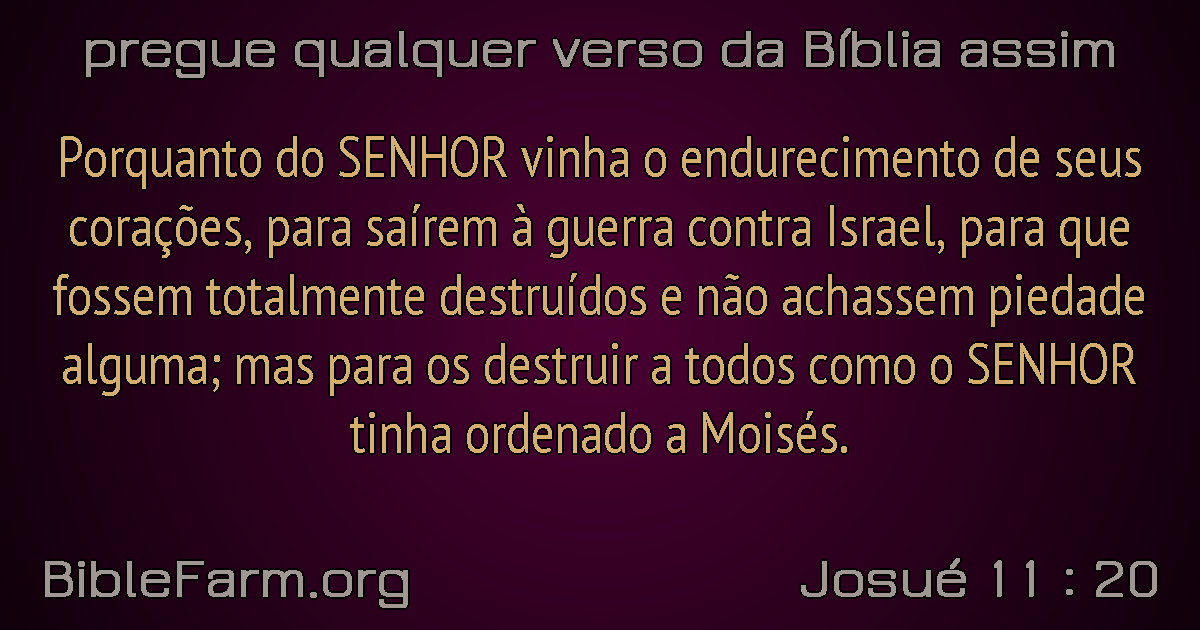 pregue qualquer verso da Bíblia assim
Porquanto do SENHOR vinha o endurecimento de seus
corações, para saírem à guerra contra Israel, para que
fossem totalmente destruídos e não achassem piedade
alguma; mas para os destruir a todos como o SENHOR
tinha ordenado a Moisés.
BibleFarm.org
Josué 11 : 20